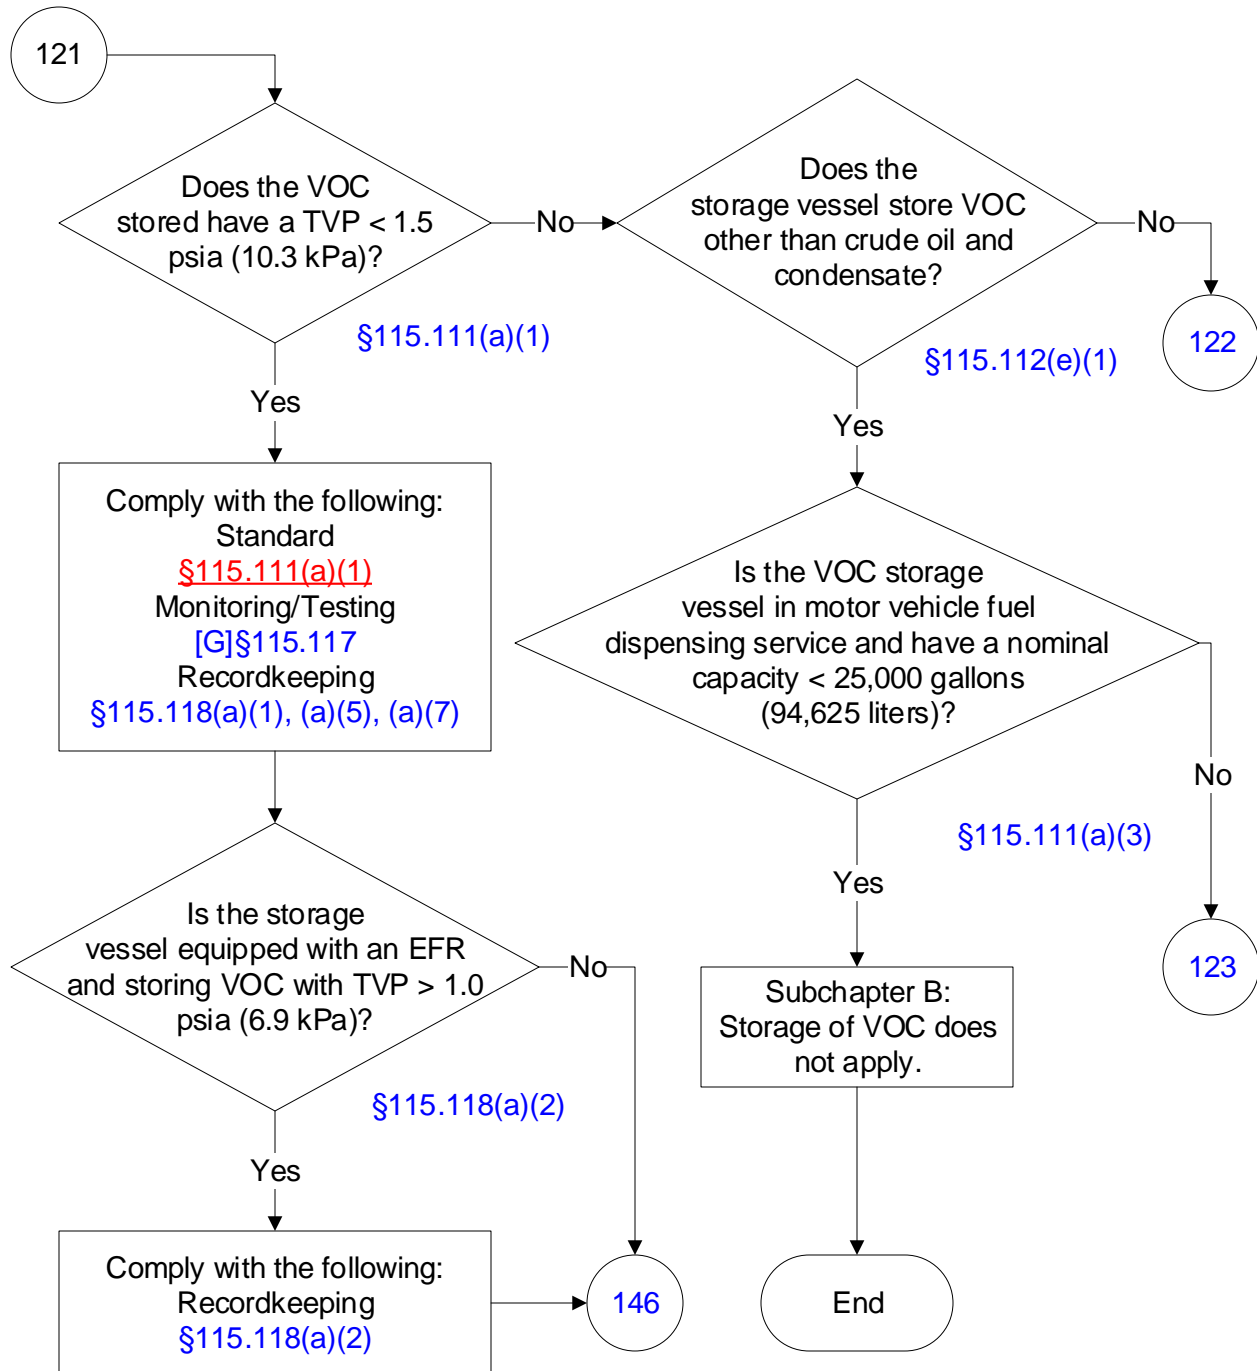 121
Does the VOC
stored have a TVP < 1.5
psia (10.3 kPa)?
No
§115.111(a)(1)
Yes
Does the
storage vessel store VOC
other than crude oil and
condensate?
No
122
§115.112(e)(1)
Yes
Comply with the following:
Standard
§115.111(a)(1)
Monitoring/Testing
[G]§115.117
Recordkeeping
§115.118(a)(1), (a)(5), (a)(7)
Is the VOC storage
vessel in motor vehicle fuel
dispensing service and have a nominal
capacity < 25,000 gallons
(94,625 liters)?
No
§115.111(a)(3)
Yes
123
Is the storage
vessel equipped with an EFR
and storing VOC with TVP > 1.0
psia (6.9 kPa)?
No
§115.118(a)(2)
Yes
Subchapter B:
Storage of VOC does
not apply.
Comply with the following:
Recordkeeping
§115.118(a)(2)
146
End